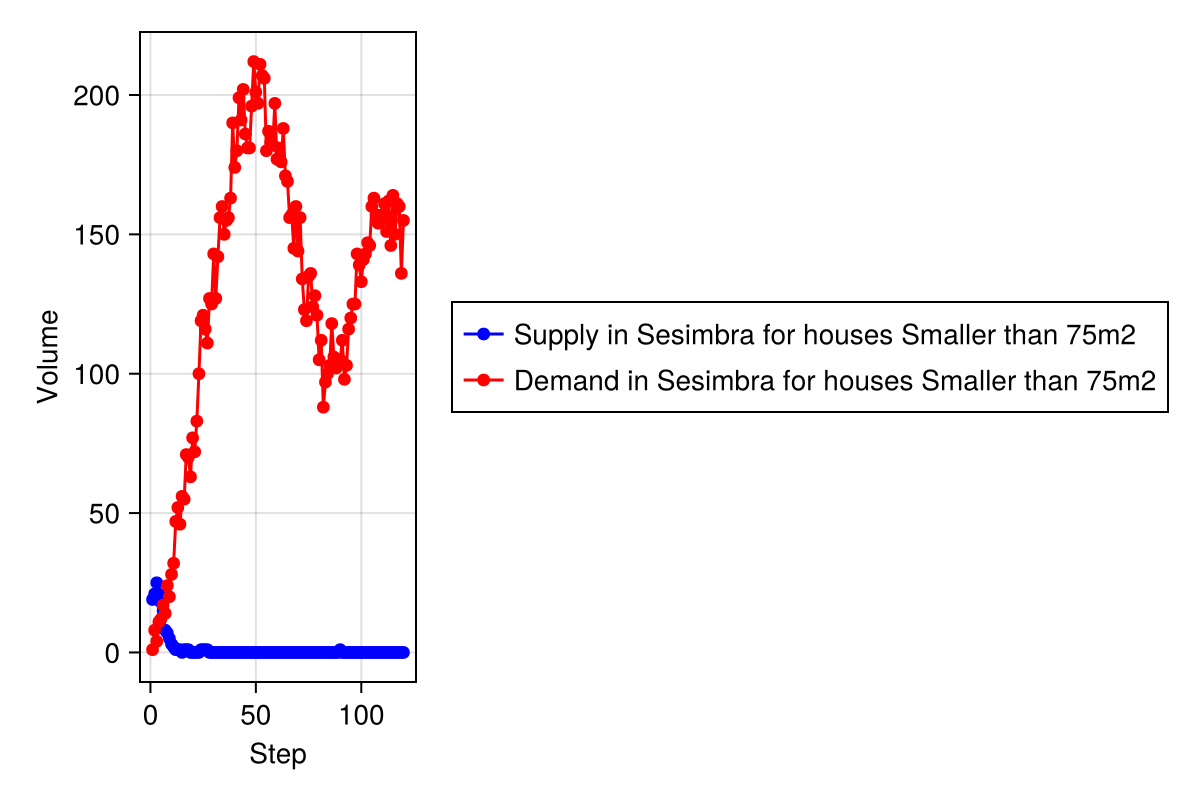 200
150
100
50
0
Volume
0 50 100
Step
Supply in Sesimbra for houses Smaller than 75m2
Demand in Sesimbra for houses Smaller than 75m2